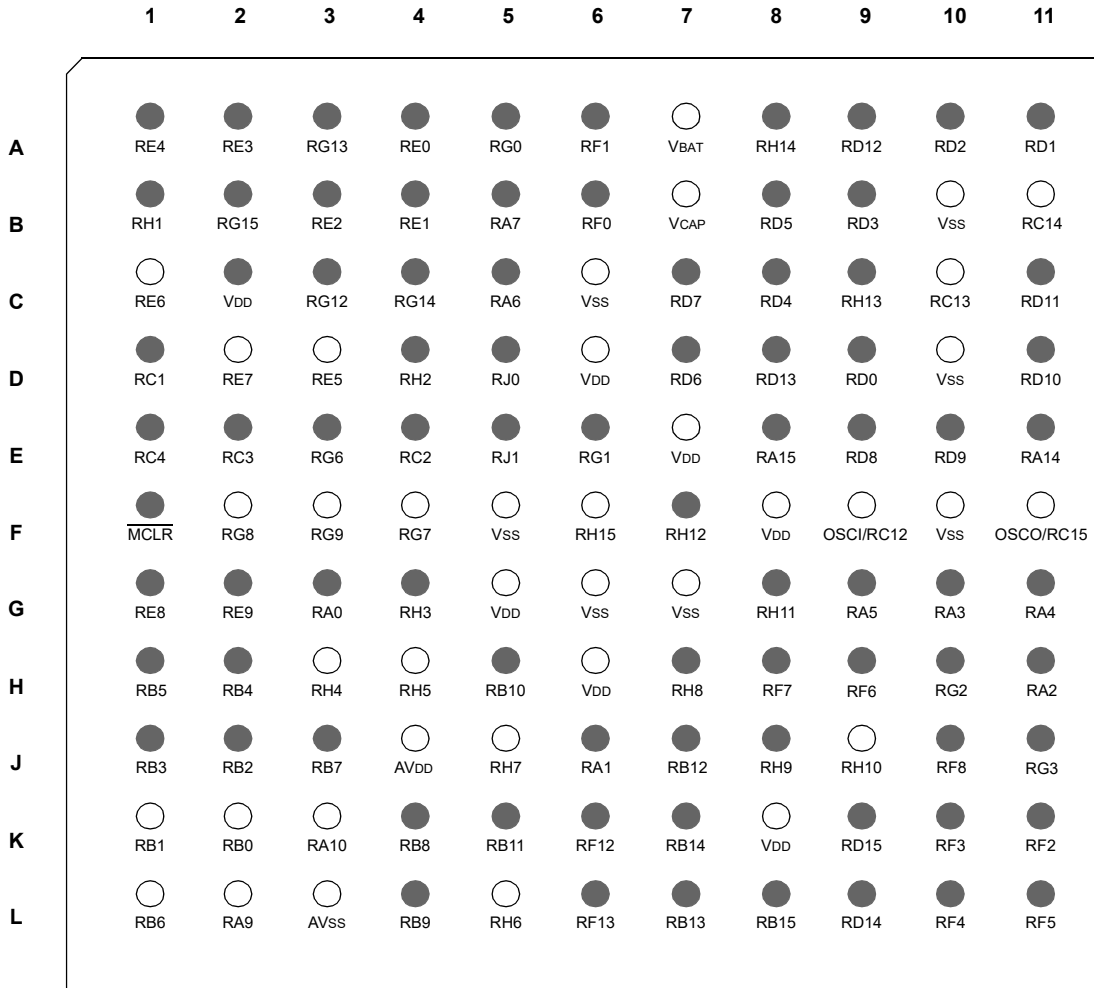 1 2 3 4 5 6 7 8 9 10 11
A RE4 RE3 RG13 RE0 RG0 RF1 VBAT RH14 RD12 RD2 RD1
B RH1 RG15 RE2 RE1 RA7 RF0 VCAP RD5 RD3 VSS RC14
C RE6 VDD RG12 RG14 RA6 VSS RD7 RD4 RH13 RC13 RD11
D RC1 RE7 RE5 RH2 RJ0 VDD RD6 RD13 RD0 VSS RD10
E RC4 RC3 RG6 RC2 RJ1 RG1 VDD RA15 RD8 RD9 RA14
F MCLR RG8 RG9 RG7 VSS RH15 RH12 VDD OSCI/RC12 VSS OSCO/RC15
G RE8 RE9 RA0 RH3 VDD VSS VSS RH11 RA5 RA3 RA4
H RB5 RB4 RH4 RH5 RB10 VDD RH8 RF7 RF6 RG2 RA2
J RB3 RB2 RB7 AVDD RH7 RA1 RB12 RH9 RH10 RF8 RG3
K RB1 RB0 RA10 RB8 RB11 RF12 RB14 VDD RD15 RF3 RF2
L RB6 RA9 AVSS RB9 RH6 RF13 RB13 RB15 RD14 RF4 RF5